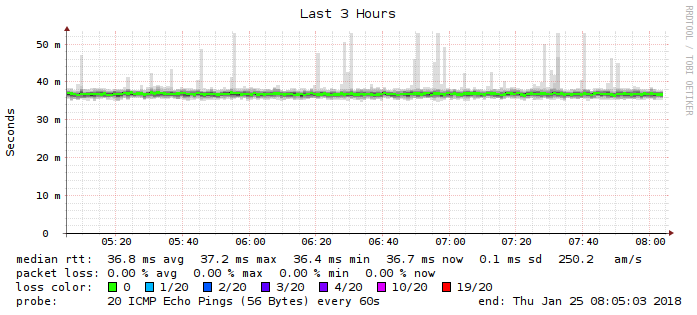 Last 3 Hours
RRDTOOL / TOBI OETIKER
Seconds
50 m
40 m
30 m
20 m
10 m
0
05:20 05:40 06:00 06:20 06:40 07:00 07:20 07:40 08:00
median rtt: 36.8 ms avg 37.2 ms max 36.4 ms min 36.7 ms now 0.1 ms sd 250.2 am/s
packet loss: 0.00 % avg 0.00 % max 0.00 % min 0.00 % now
loss color: 0 1/20 2/20 3/20 4/20 10/20 19/20
probe: 20 ICMP Echo Pings (56 Bytes) every 60s end: Thu Jan 25 08:05:03 2018